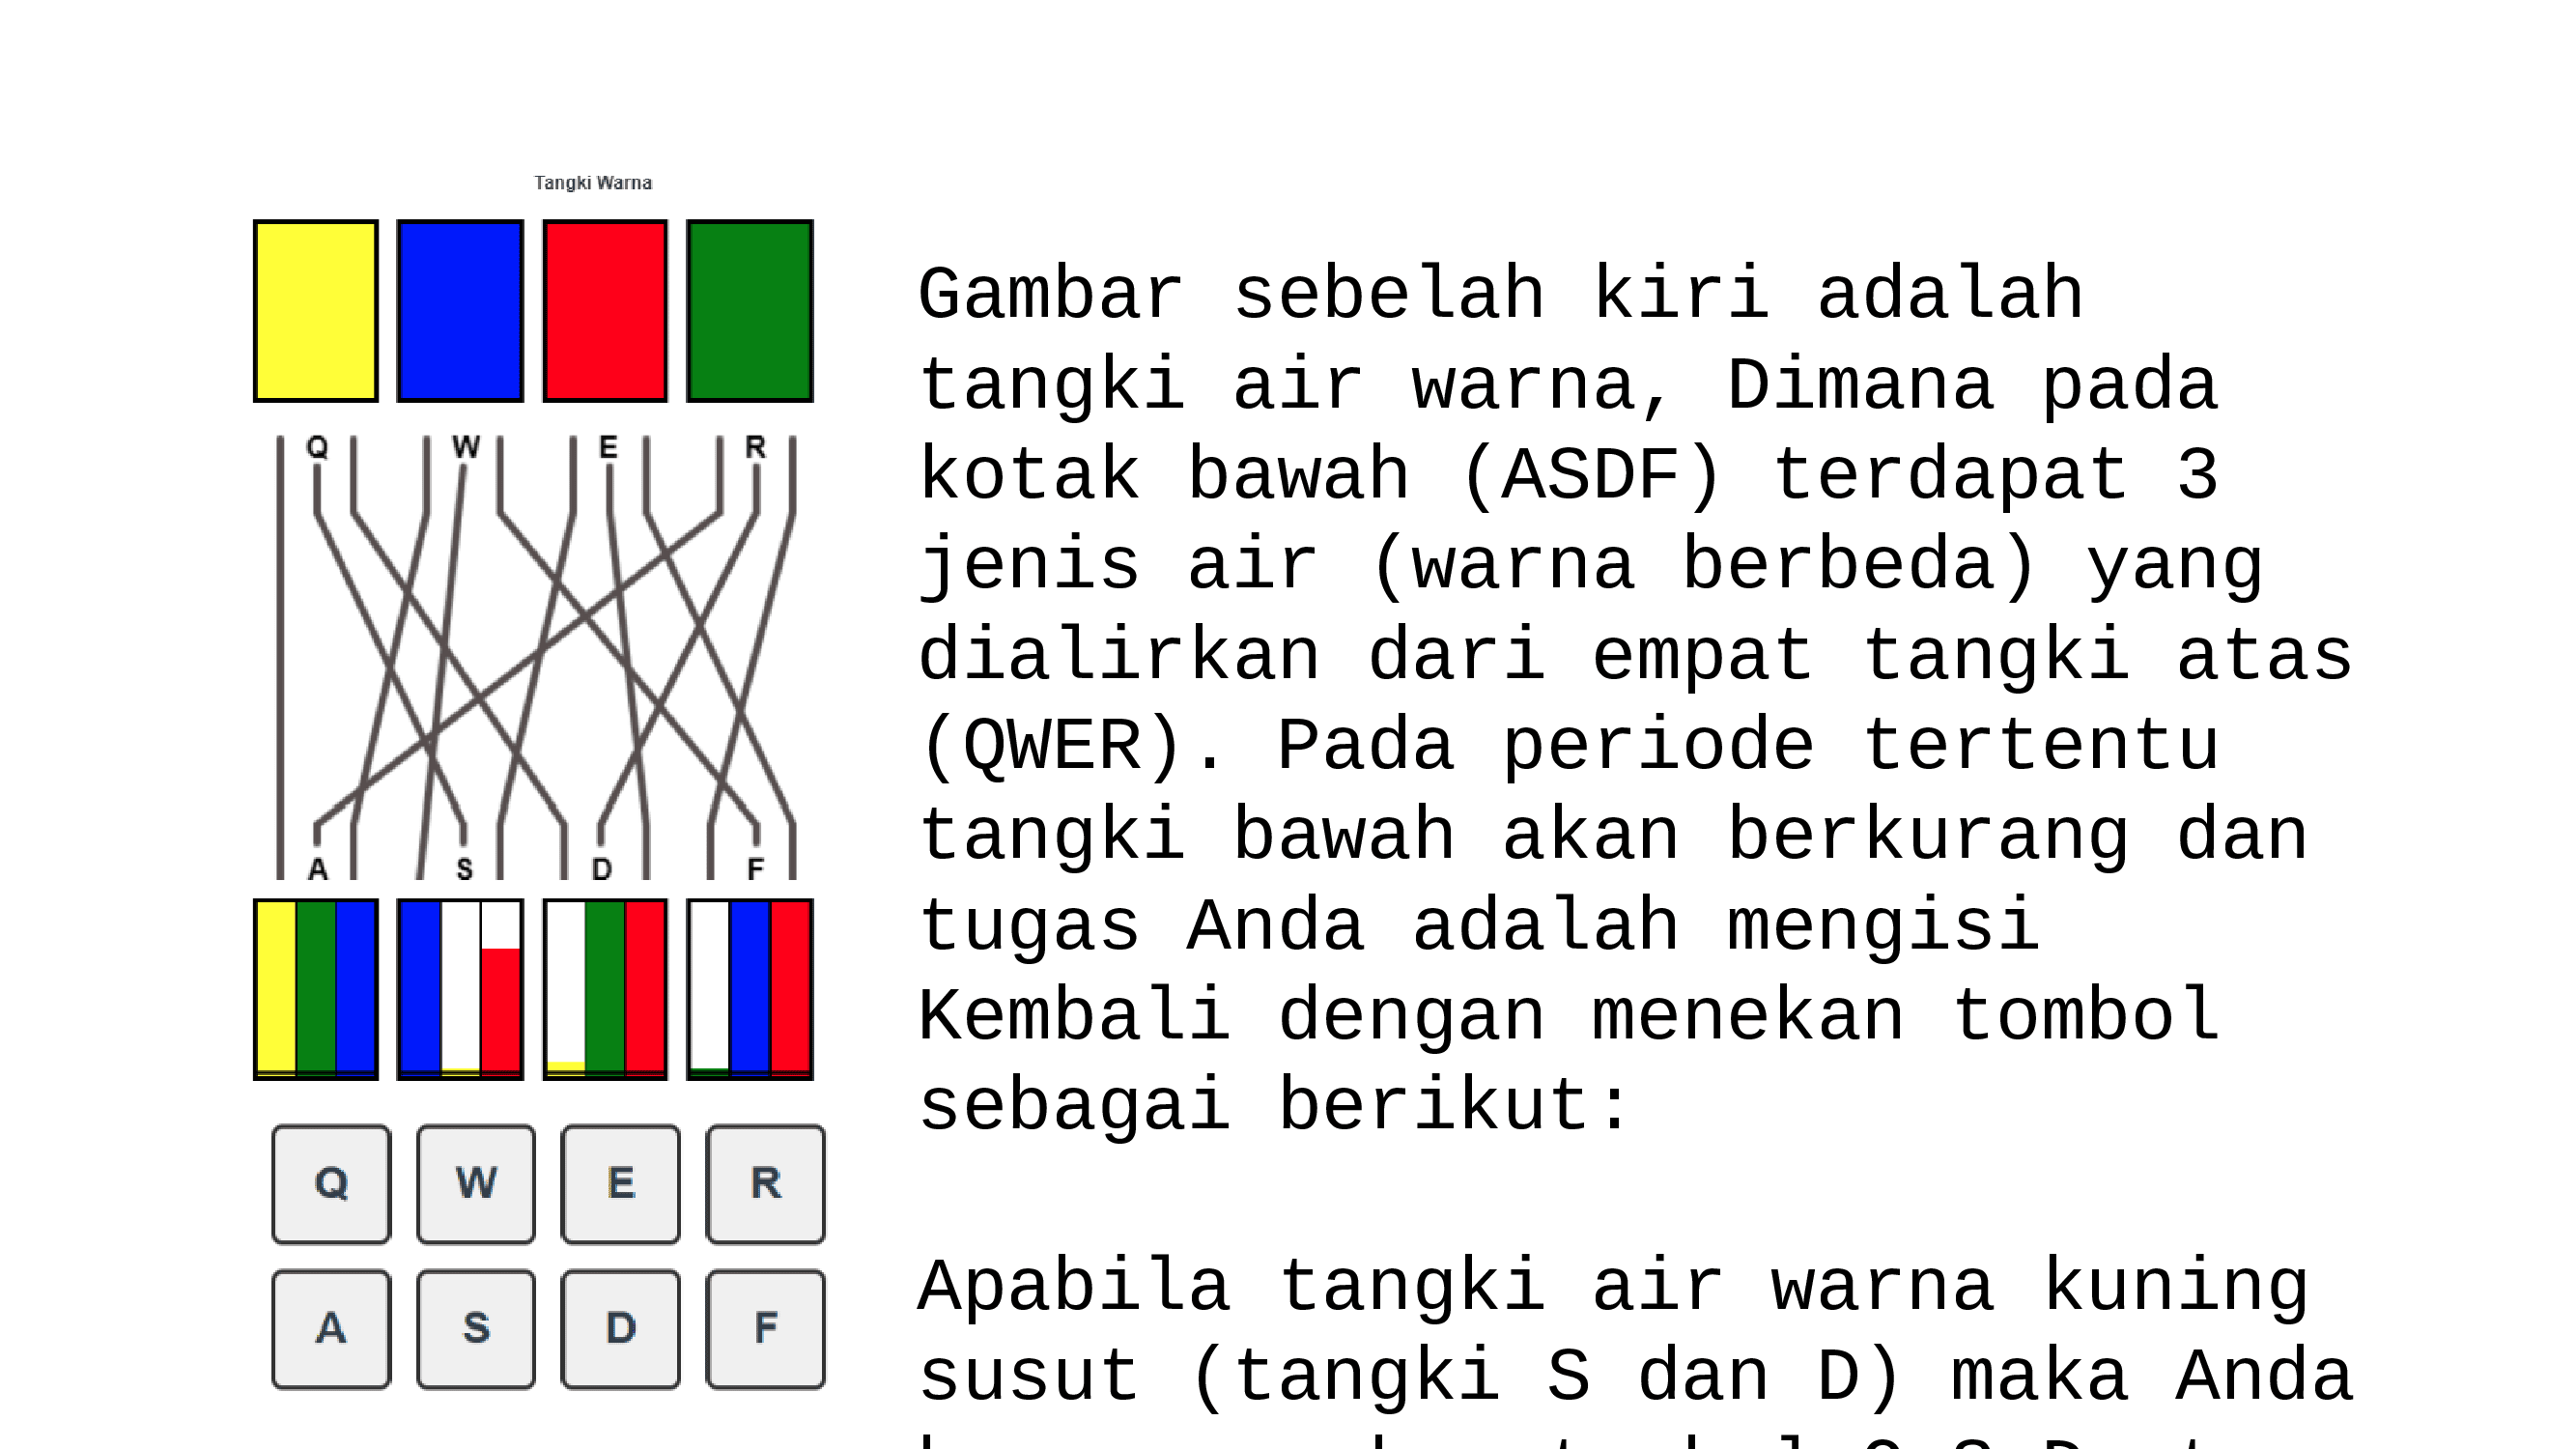 Tangki Warna
Q W E R
A S D F
Q W E R
A S D F
Gambar sebelah kiri adalah
tangki air warna, Dimana pada
kotak bawah (ASDF) terdapat 3
jenis air (warna berbeda) yang
dialirkan dari empat tangki atas
(QWER). Pada periode tertentu
tangki bawah akan berkurang dan
tugas Anda adalah mengisi
Kembali dengan menekan tombol
sebagai berikut:
Apabila tangki air warna kuning
susut (tangki S dan D) maka Anda